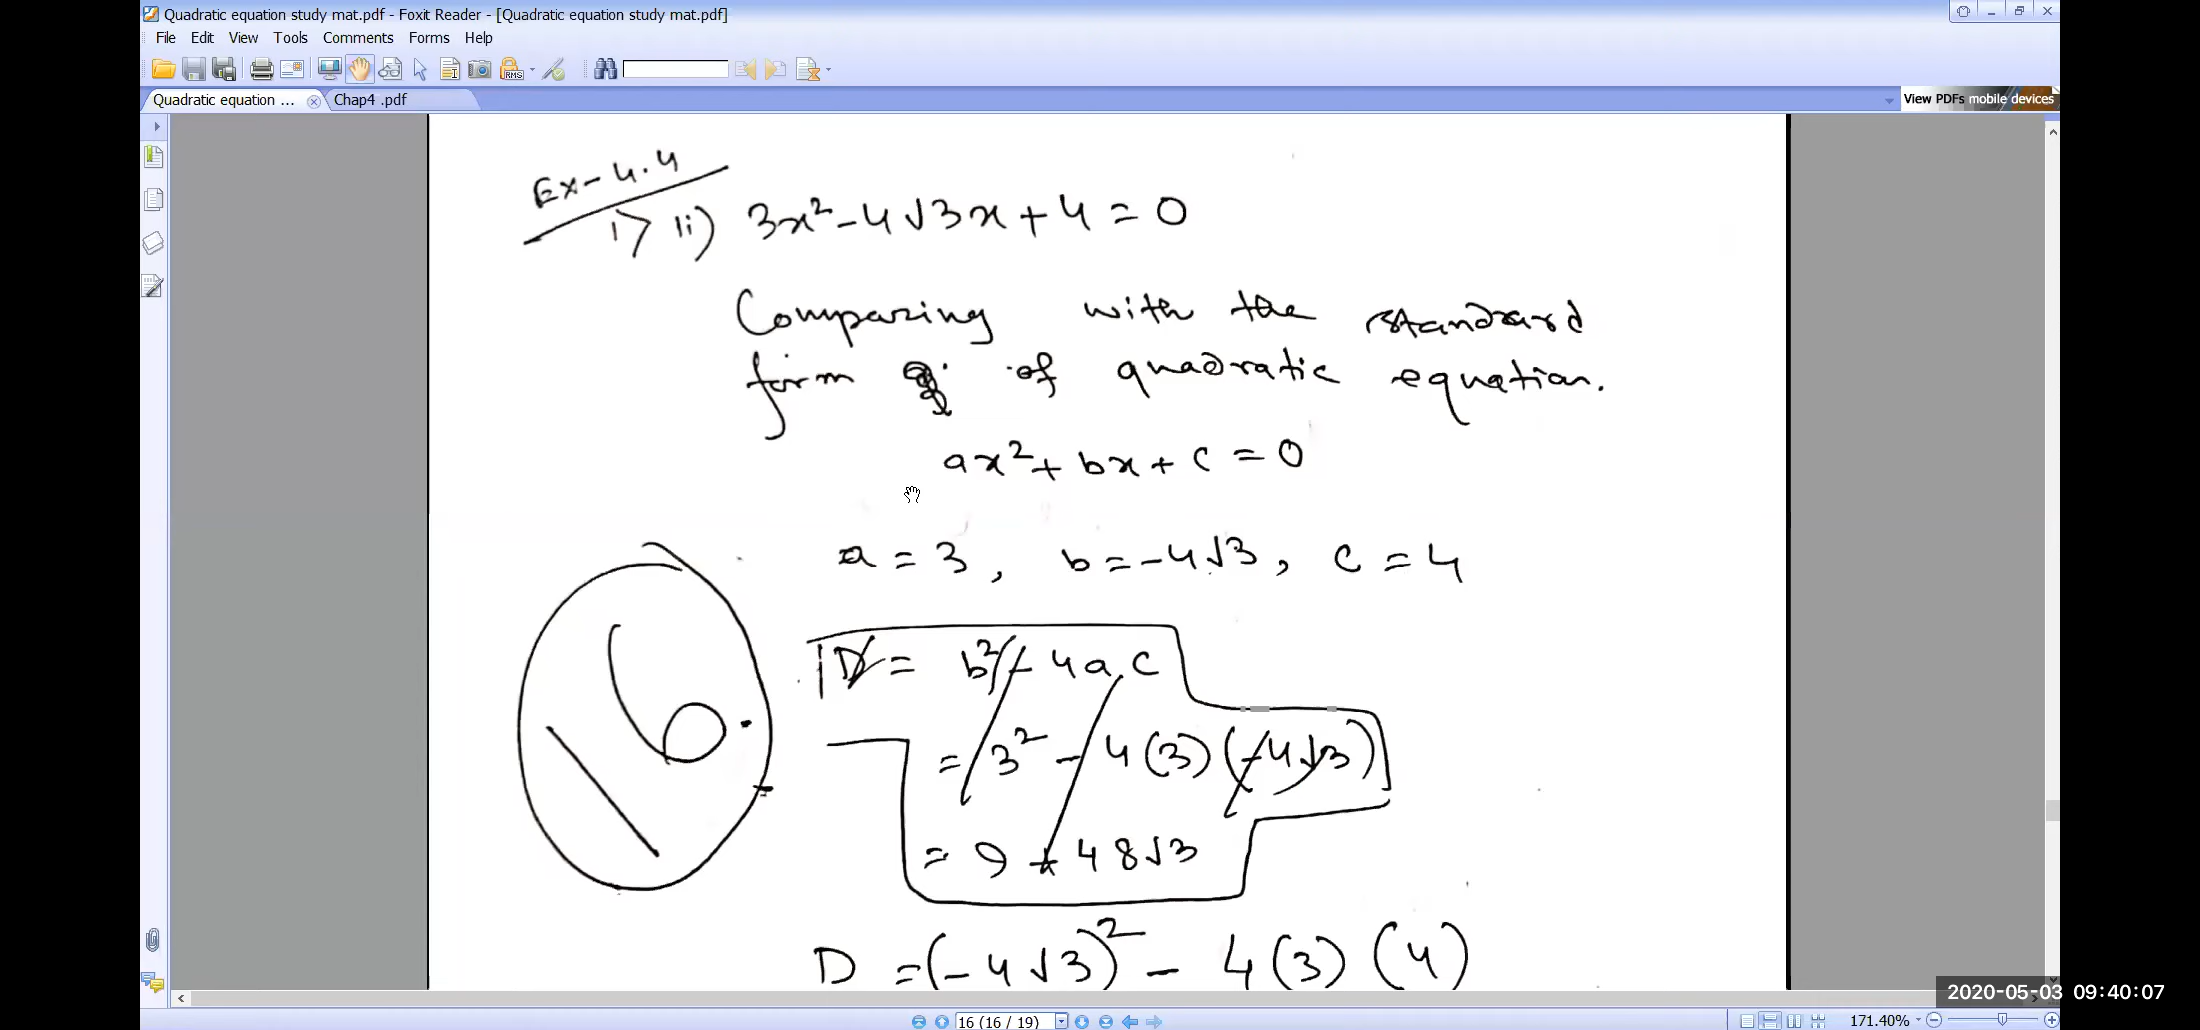 Quadratic equation study mat.pdf - Foxit Reader - [Quadratic equation study mat.pdf]
File Edit View Tools Comments Forms Help
RMS
Quadratic equation ... Chap4 .pdf
View PDFs mobile devices
Ex-4.4
1> ii) 3x²-4√3x+4=0
Comparing with the standard
form of quadratic equation.
ax²+bx+c=0
a=3, b=-4√3, c=4
D= b²-4ac
= 3²-4(3)(-4√3)
= 9+48√3
16
D =(-4√3)²-4(3)(4)
2020-05-03 09:40:07
16 (16 / 19)
171.40%